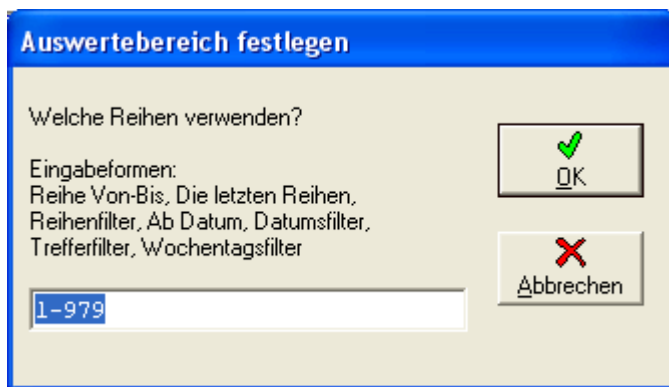 Auswertebereich festlegen
Welche Reihen verwenden?
Eingabeformen:
Reihe Von-Bis, Die letzten Reihen,
Reihenfilter, Ab Datum, Datumsfilter,
Trefferfilter, Wochentagsfilter
1-979
OK
Abbrechen